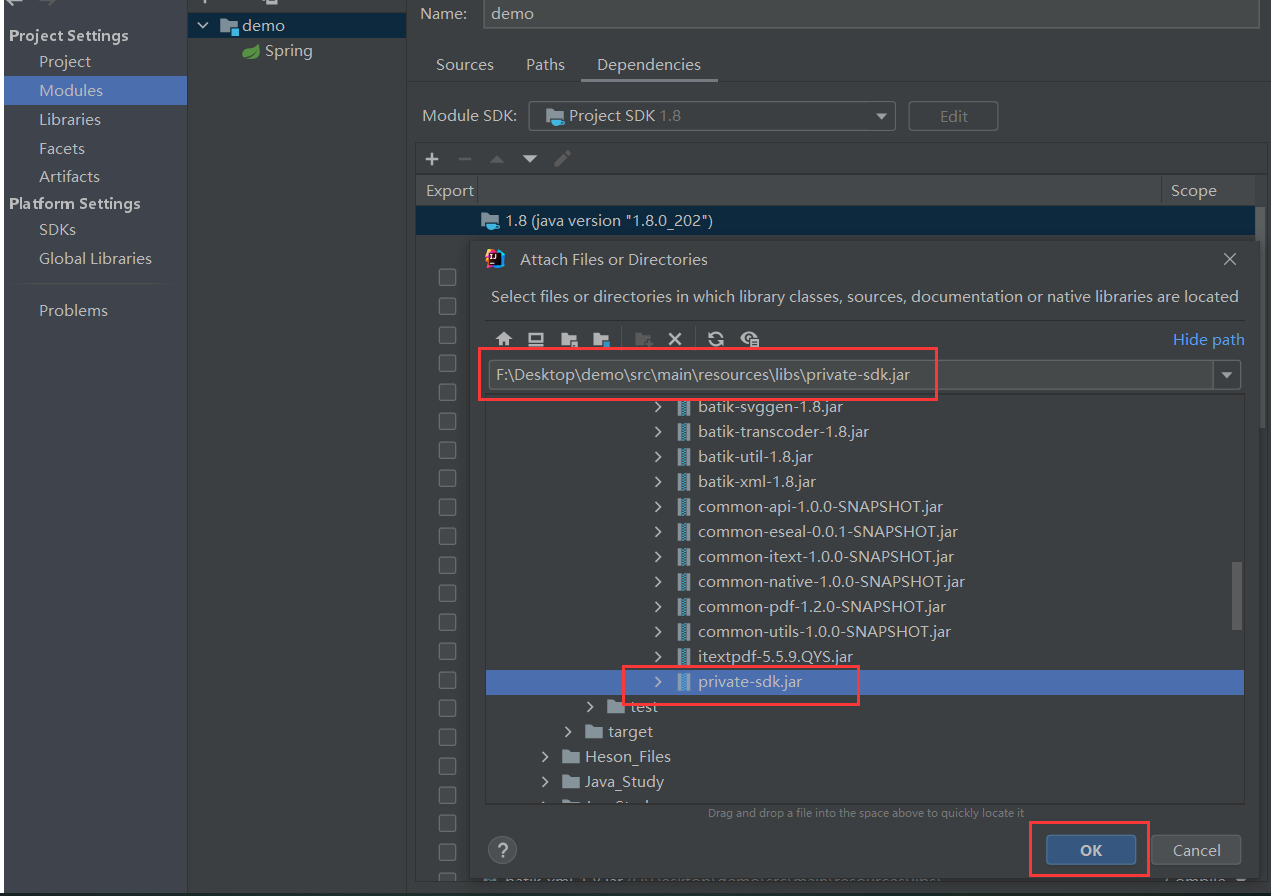 Name: demo
Project Settings
Project
Modules
Libraries
Facets
Artifacts
Platform Settings
SDKs
Global Libraries
Problems
demo
Spring
Sources Paths Dependencies
Module SDK: Project SDK 1.8 Edit
Export Scope
1.8 (java version "1.8.0_202")
Attach Files or Directories
Select files or directories in which library classes, sources, documentation or native libraries are located
Hide path
F:\Desktop\demo\src\main\resources\libs\private-sdk.jar
batik-svggen-1.8.jar
batik-transcoder-1.8.jar
batik-util-1.8.jar
batik-xml-1.8.jar
common-api-1.0.0-SNAPSHOT.jar
common-eseal-0.0.1-SNAPSHOT.jar
common-itext-1.0.0-SNAPSHOT.jar
common-native-1.0.0-SNAPSHOT.jar
common-pdf-1.2.0-SNAPSHOT.jar
common-utils-1.0.0-SNAPSHOT.jar
itextpdf-5.5.9.QYS.jar
private-sdk.jar
test
target
Heson_Files
Java_Study
Drag and drop a file into the space above to quickly locate it
? OK Cancel